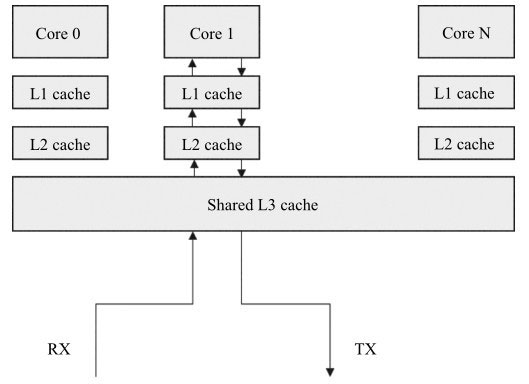 Core 0
Core 1
Core N
L1 cache
L1 cache
L1 cache
L2 cache
L2 cache
L2 cache
Shared L3 cache
RX
TX